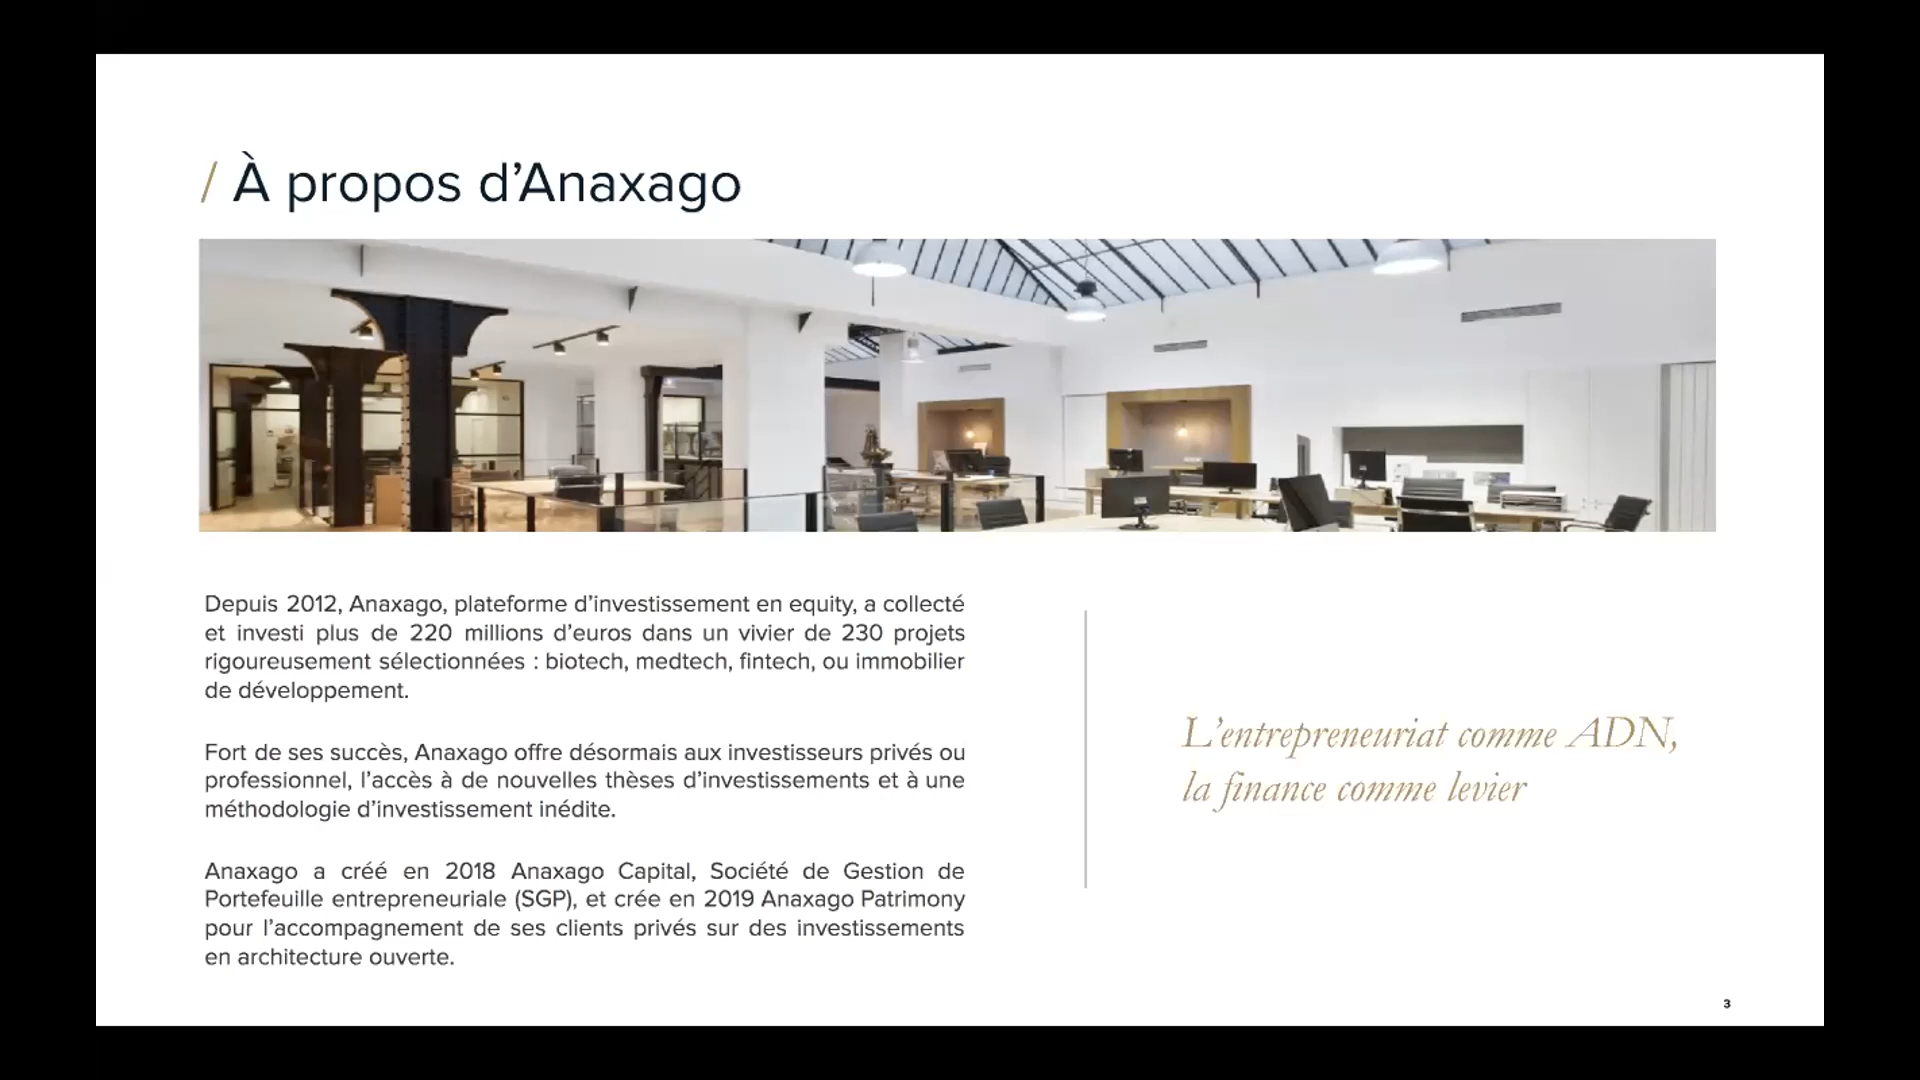 / À propos d’Anaxago
Depuis 2012, Anaxago, plateforme d’investissement en equity, a collecté
et investi plus de 220 millions d’euros dans un vivier de 230 projets
rigoureusement sélectionnées : biotech, medtech, fintech, ou immobilier
de développement.
Fort de ses succès, Anaxago offre désormais aux investisseurs privés ou
professionnel, l’accès à de nouvelles thèses d’investissements et à une
méthodologie d’investissement inédite.
Anaxago a créé en 2018 Anaxago Capital, Société de Gestion de
Portefeuille entrepreneuriale (SGP), et crée en 2019 Anaxago Patrimony
pour l’accompagnement de ses clients privés sur des investissements
en architecture ouverte.
L’entrepreneuriat comme ADN,
la finance comme levier
3